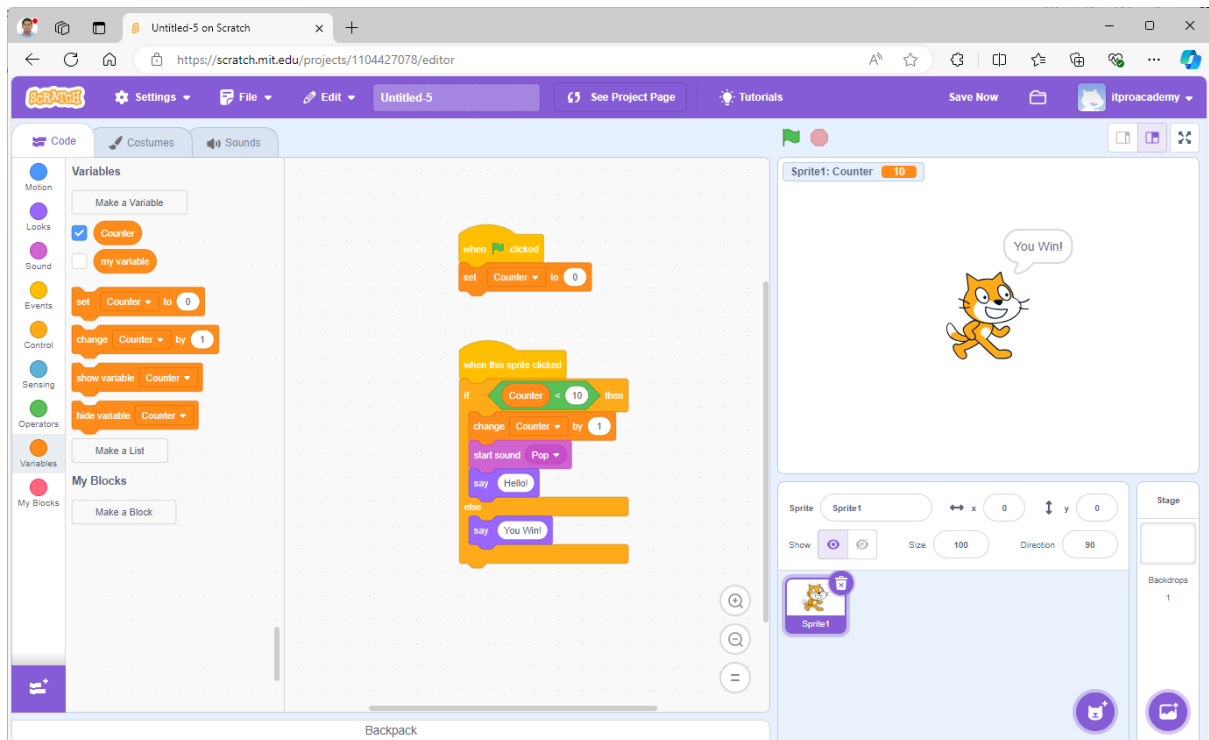 Untitled-5 on Scratch
https://scratch.mit.edu/projects/1104427078/editor
SCRATCH Settings File Edit Untitled-5 See Project Page Tutorials Save Now itproacademy
Code Costumes Sounds
Motion
Looks
Sound
Events
Control
Sensing
Operators
Variables
My Blocks
Variables
Make a Variable
Counter
my variable
set Counter to 0
change Counter by 1
show variable Counter
hide variable Counter
Make a List
My Blocks
Make a Block
when clicked
set Counter to 0
when this sprite clicked
if Counter < 10 then
change Counter by 1
start sound Pop
say Hello!
else
say You Win!
Backpack
Sprite1: Counter 10
You Win!
Sprite Sprite1 x 0 y 0
Show Size 100 Direction 90
Sprite1
Stage
Backdrops
1